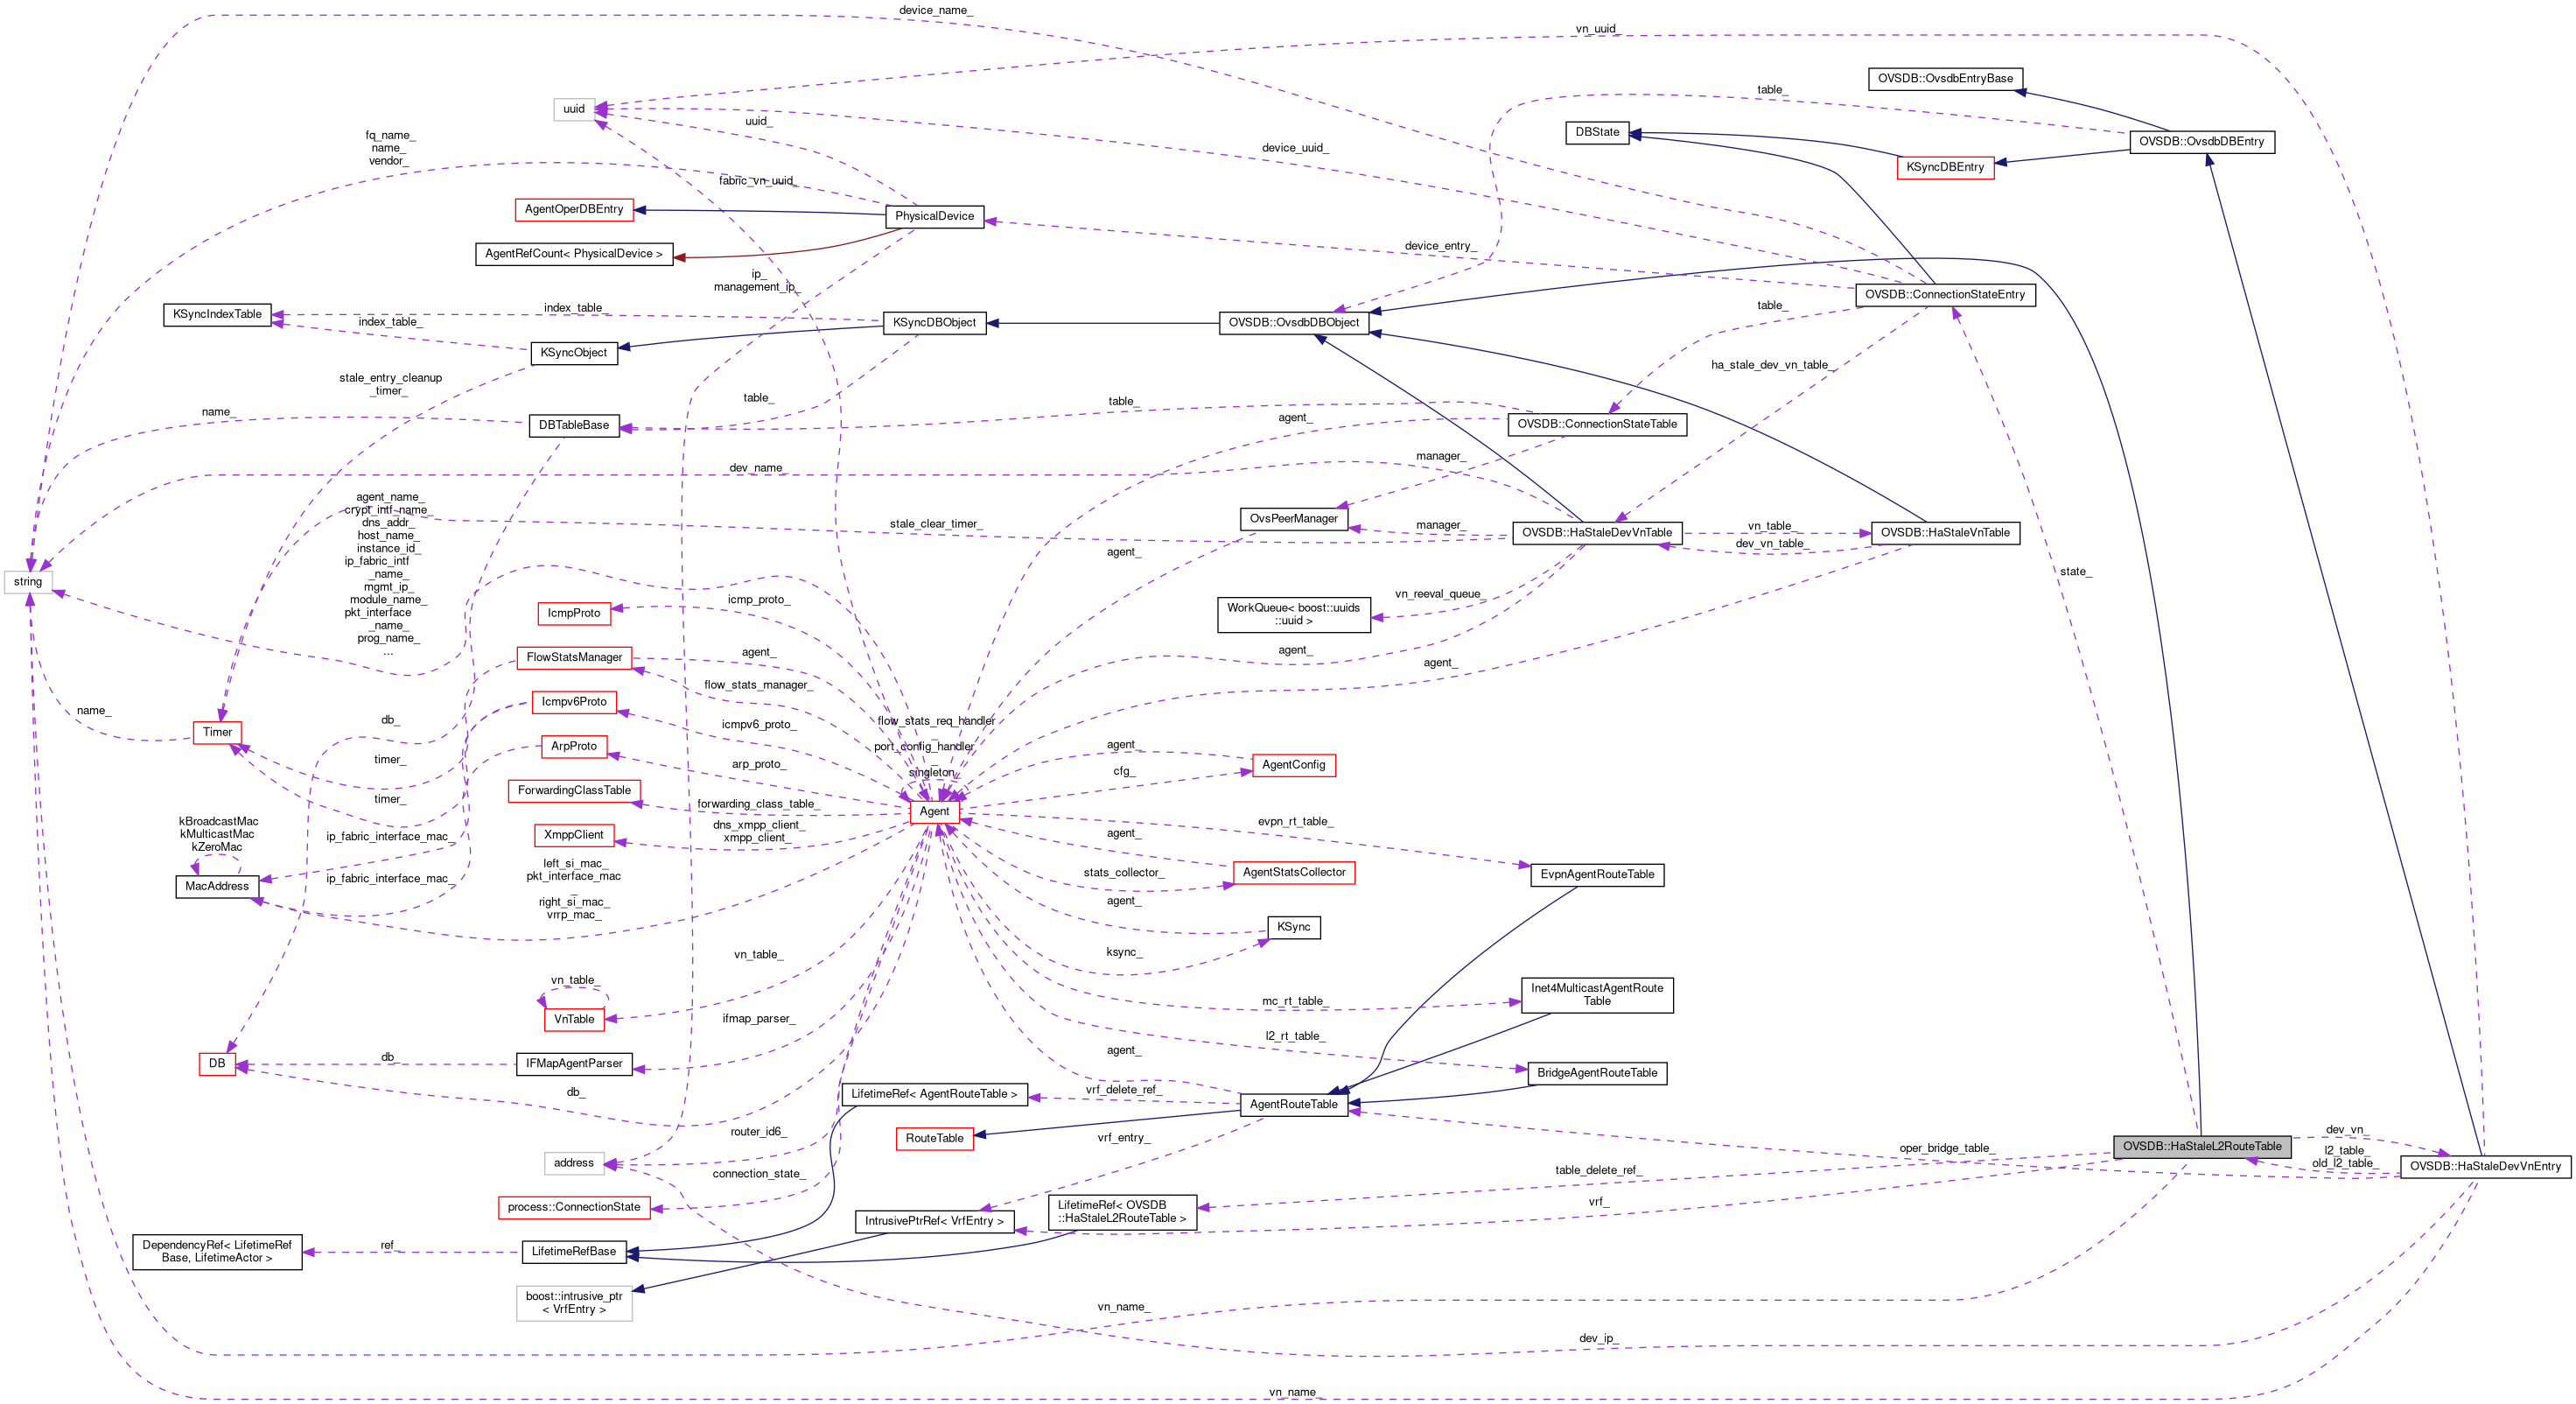 device_name_
vn_uuid_
OVSDB::OvsdbEntryBase
table_
uuid
uuid_
DBState
fq_name_
name_
vendor_
device_uuid_
OVSDB::OvsdbDBEntry
KSyncDBEntry
fabric_vn_uuid_
AgentOperDBEntry
PhysicalDevice
AgentRefCount< PhysicalDevice >
device_entry_
ip_
management_ip_
OVSDB::ConnectionStateEntry
KSyncIndexTable
index_table_
index_table_
KSyncDBObject
OVSDB::OvsdbDBObject
table_
KSyncObject
ha_stale_dev_vn_table_
stale_entry_cleanup
_timer_
table_
table_
name_
DBTableBase
agent_
OVSDB::ConnectionStateTable
manager_
dev_name_
agent_name_
crypt_intf_name_
dns_addr_
host_name_
instance_id_
ip_fabric_intf
_name_
mgmt_ip_
module_name_
pkt_interface
_name_
prog_name_
...
stale_clear_timer_
OvsPeerManager
manager_
OVSDB::HaStaleDevVnTable
vn_table_
dev_vn_table_
OVSDB::HaStaleVnTable
agent_
state_
string
IcmpProto
icmp_proto_
WorkQueue< boost::uuids
::uuid >
vn_reeval_queue_
FlowStatsManager
agent_
agent_
agent_
flow_stats_manager_
Icmpv6Proto
name_
db_
icmpv6_proto_
flow_stats_req_handler
_
port_config_handler
_
singleton_
Timer
timer_
ArpProto
arp_proto_
agent_
cfg_
AgentConfig
ForwardingClassTable
timer_
forwarding_class_table_
Agent
kBroadcastMac
kMulticastMac
kZeroMac
ip_fabric_interface_mac_
XmppClient
dns_xmpp_client_
xmpp_client_
evpn_rt_table_
agent_
left_si_mac_
pkt_interface_mac
_
right_si_mac_
vrrp_mac_
MacAddress
ip_fabric_interface_mac_
stats_collector_
AgentStatsCollector
EvpnAgentRouteTable
agent_
KSync
ksync_
vn_table_
vn_table_
VnTable
mc_rt_table_
Inet4MulticastAgentRoute
Table
ifmap_parser_
l2_rt_table_
DB
db_
IFMapAgentParser
agent_
BridgeAgentRouteTable
db_
LifetimeRef< AgentRouteTable >
vrf_delete_ref_
AgentRouteTable
router_id6_
RouteTable
vrf_entry_
dev_vn_
oper_bridge_table_
OVSDB::HaStaleL2RouteTable
l2_table_
old_l2_table_
OVSDB::HaStaleDevVnEntry
address
connection_state_
table_delete_ref_
process::ConnectionState
LifetimeRef< OVSDB
::HaStaleL2RouteTable >
vrf_
IntrusivePtrRef< VrfEntry >
DependencyRef< LifetimeRef
Base, LifetimeActor >
ref_
LifetimeRefBase
boost::intrusive_ptr
< VrfEntry >
vn_name_
dev_ip_
vn_name_